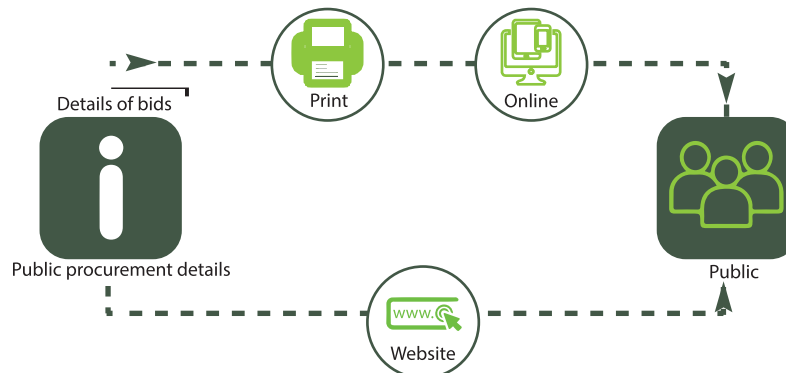 Print
Online
Details of bids
Public procurement details
Public
www.
Website